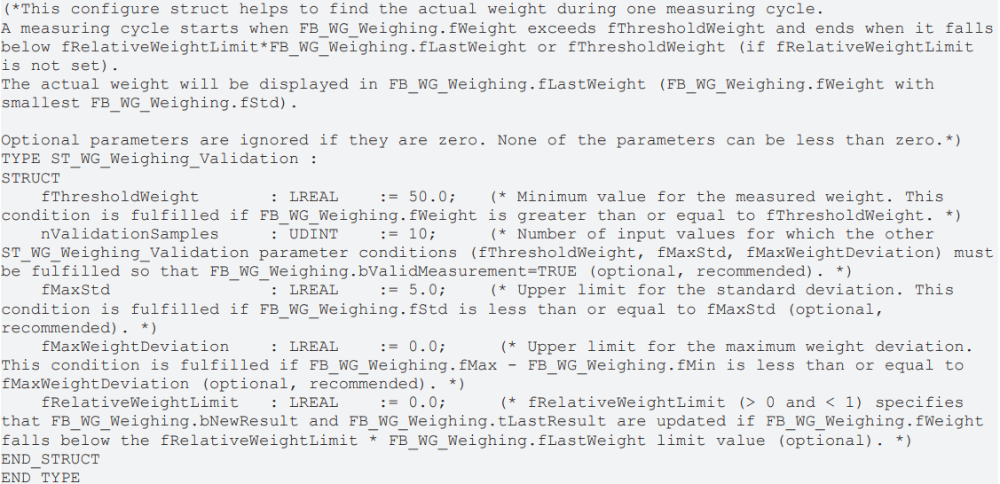 (*This configure struct helps to find the actual weight during one measuring cycle.
A measuring cycle starts when FB_WG_Weighing.fWeight exceeds fThresholdWeight and ends when it falls
below fRelativeWeightLimit*FB_WG_Weighing.fLastWeight or fThresholdWeight (if fRelativeWeightLimit
is not set).
The actual weight will be displayed in FB_WG_Weighing.fLastWeight (FB_WG_Weighing.fWeight with
smallest FB_WG_Weighing.fStd).

Optional parameters are ignored if they are zero. None of the parameters can be less than zero.*)
TYPE ST_WG_Weighing_Validation :
STRUCT
    fThresholdWeight       : LREAL    := 50.0;   (* Minimum value for the measured weight. This
condition is fulfilled if FB_WG_Weighing.fWeight is greater than or equal to fThresholdWeight. *)
    nValidationSamples     : UDINT    := 10;     (* Number of input values for which the other
ST_WG_Weighing_Validation parameter conditions (fThresholdWeight, fMaxStd, fMaxWeightDeviation) must
be fulfilled so that FB_WG_Weighing.bValidMeasurement=TRUE (optional, recommended). *)
    fMaxStd                : LREAL    := 5.0;    (* Upper limit for the standard deviation. This
condition is fulfilled if FB_WG_Weighing.fStd is less than or equal to fMaxStd (optional,
recommended). *)
    fMaxWeightDeviation    : LREAL    := 0.0;     (* Upper limit for the maximum weight deviation.
This condition is fulfilled if FB_WG_Weighing.fMax - FB_WG_Weighing.fMin is less than or equal to
fMaxWeightDeviation (optional, recommended). *)
    fRelativeWeightLimit   : LREAL    := 0.0;     (* fRelativeWeightLimit (> 0 and < 1) specifies
that FB_WG_Weighing.bNewResult and FB_WG_Weighing.tLastResult are updated if FB_WG_Weighing.fWeight
falls below the fRelativeWeightLimit * FB_WG_Weighing.fLastWeight limit value (optional). *)
END_STRUCT
END_TYPE